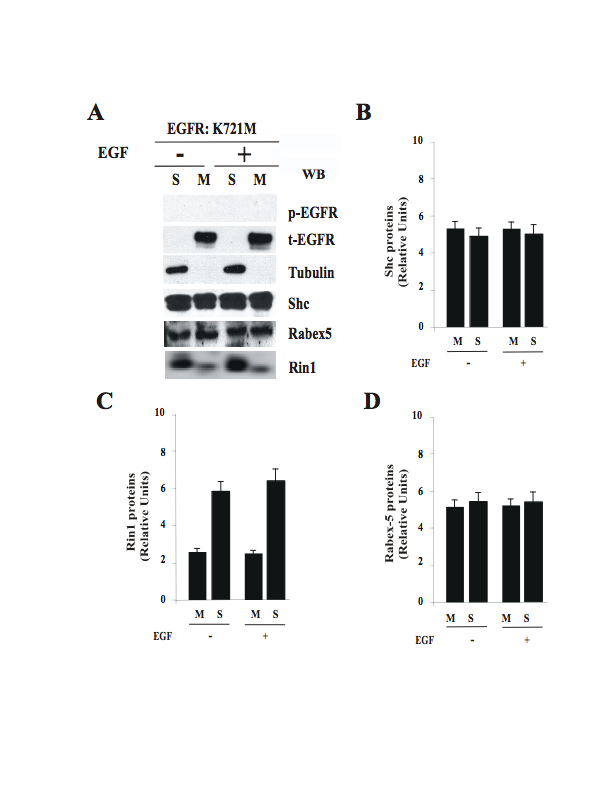 A
EGFR: K721M
EGF - +
S M S M WB
p-EGFR
t-EGFR
Tubulin
Shc
Rabex5
Rin1
B
Shc proteins
(Relative Units)
10
8
6
4
2
0
M S M S
EGF - +
C
Rin1 proteins
(Relative Units)
10
8
6
4
2
0
M S M S
EGF - +
D
Rabex-5 proteins
(Relative Units)
10
8
6
4
2
0
M S M S
EGF - +